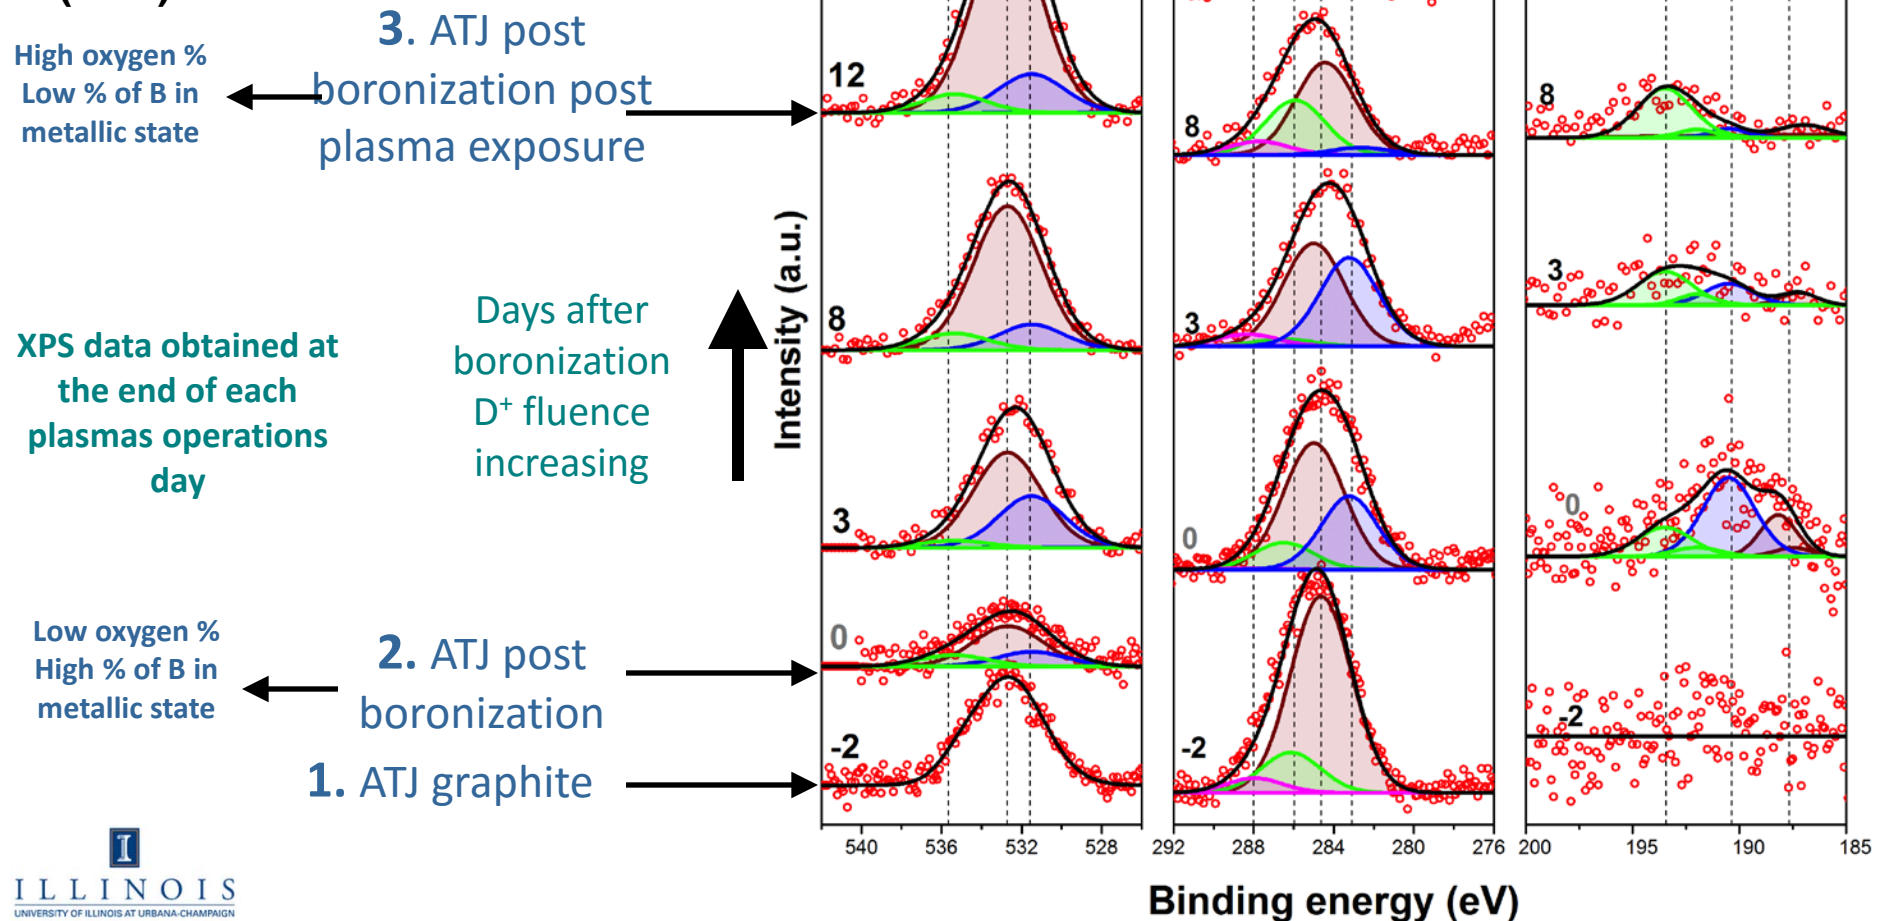 High oxygen %
Low % of B in
metallic state
3. ATJ post
boronization post
plasma exposure
XPS data obtained at
the end of each
plasmas operations
day
Days after
boronization
D⁺ fluence
increasing
Low oxygen %
High % of B in
metallic state
2. ATJ post
boronization
1. ATJ graphite
Intensity (a.u.)
12
8
3
0
-2
8
3
0
-2
8
3
0
-2
540 536 532 528
292 288 284 280 276
200 195 190 185
Binding energy (eV)
I
ILLINOIS
UNIVERSITY OF ILLINOIS AT URBANA-CHAMPAIGN